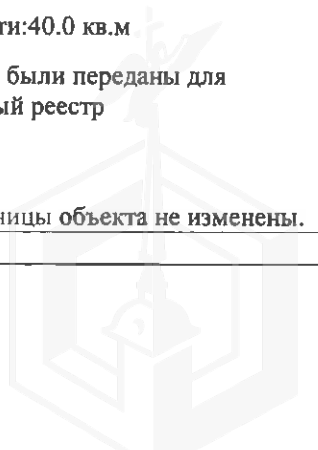 ти:40.0 кв.м
были переданы для
ый реестр
ницы объекта не изменены.